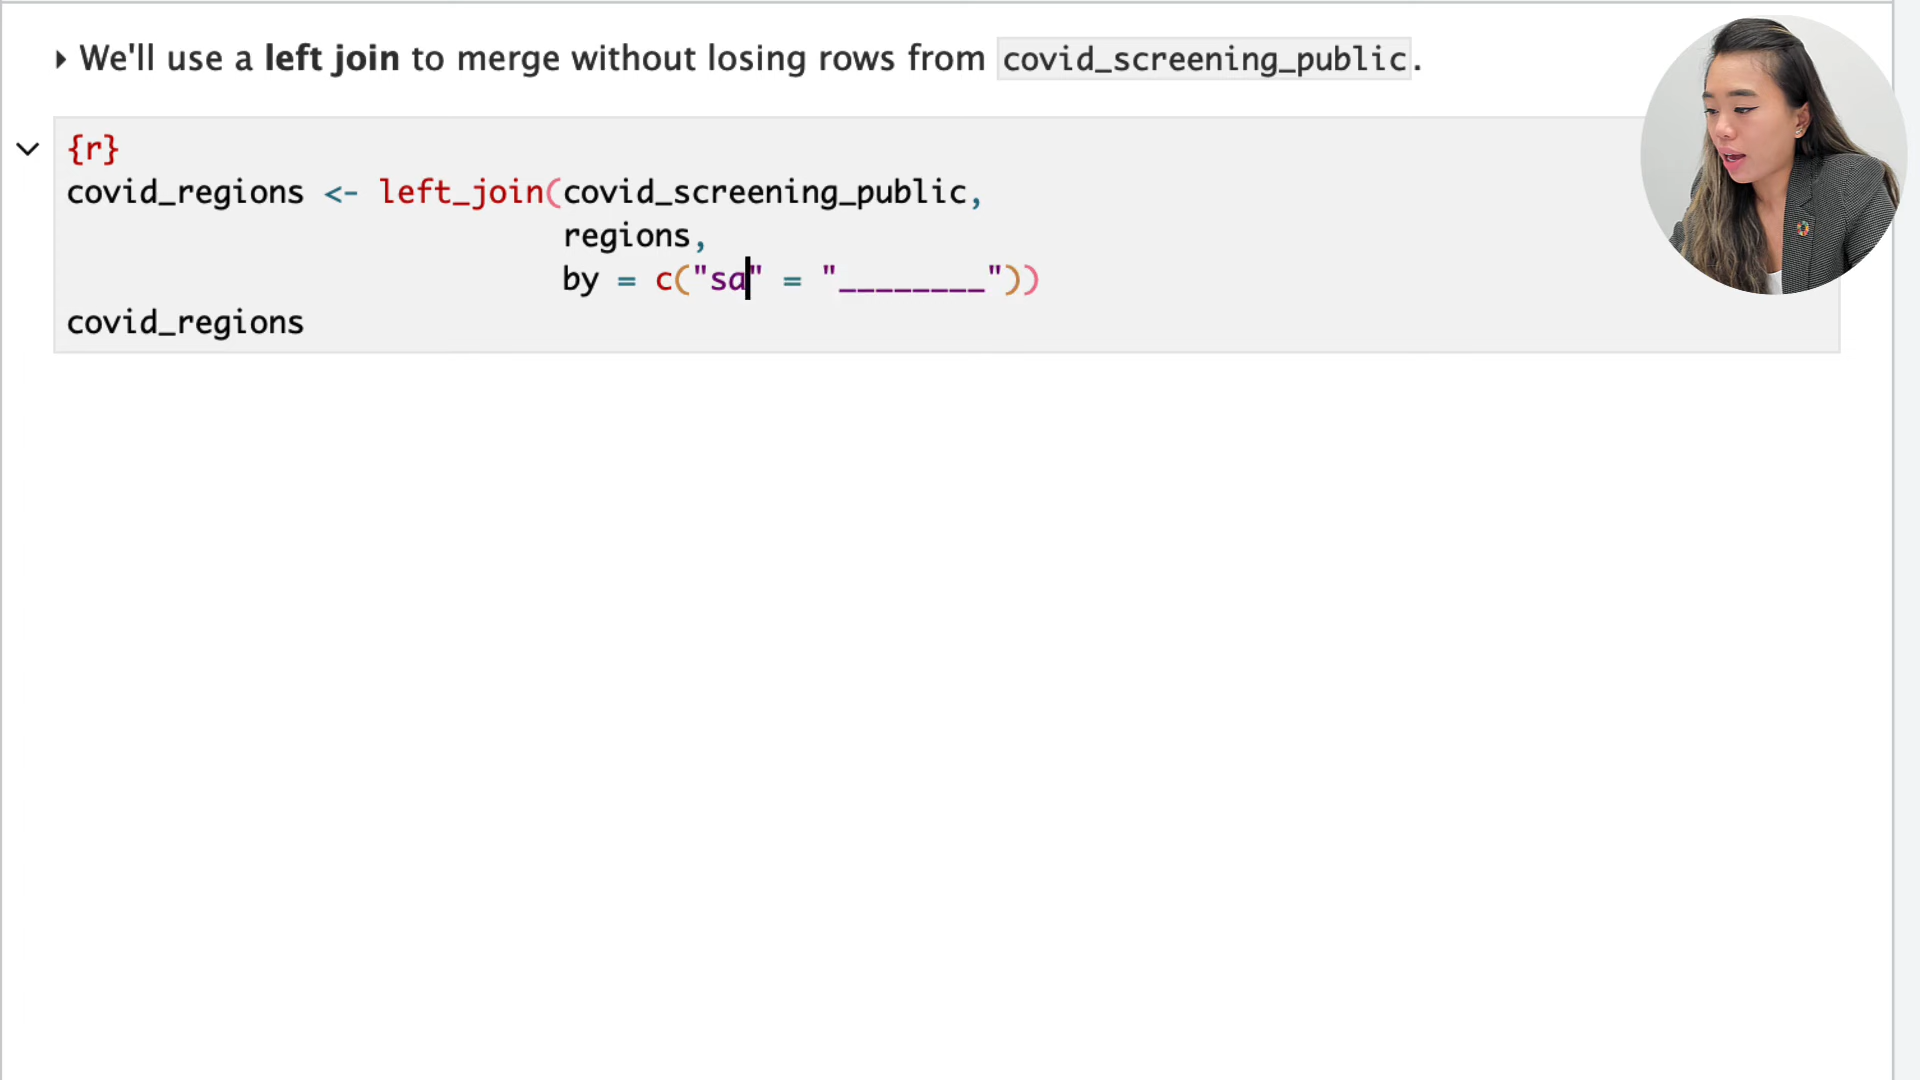 We'll use a left join to merge without losing rows from covid_screening_public.
{r}
covid_regions <- left_join(covid_screening_public,
regions,
by = c("sa" = "________"))
covid_regions